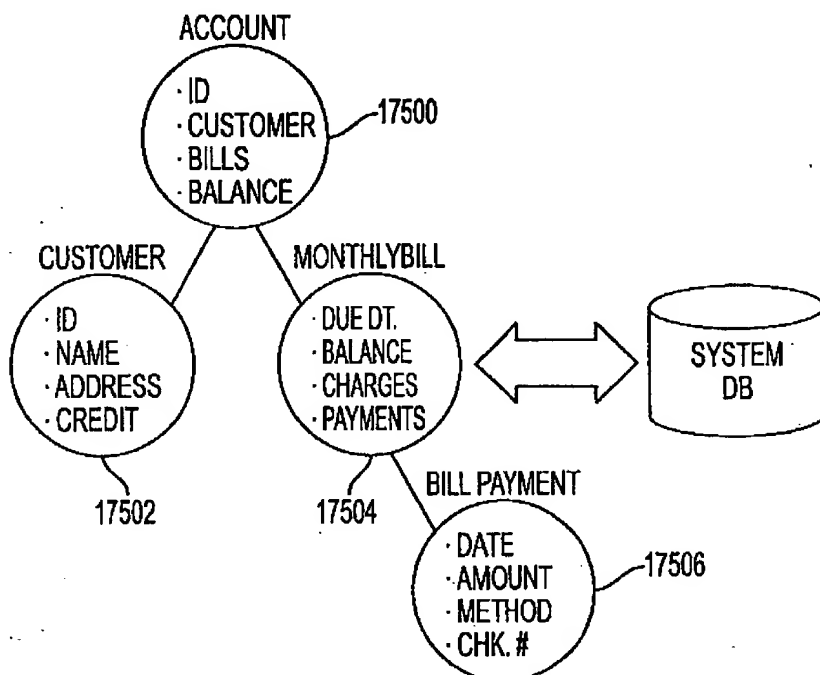 ACCOUNT
· ID
· CUSTOMER
· BILLS
· BALANCE
17500
CUSTOMER
· ID
· NAME
· ADDRESS
· CREDIT
17502
MONTHLYBILL
· DUE DT.
· BALANCE
· CHARGES
· PAYMENTS
17504
SYSTEM
DB
BILL PAYMENT
· DATE
· AMOUNT
· METHOD
· CHK. #
17506